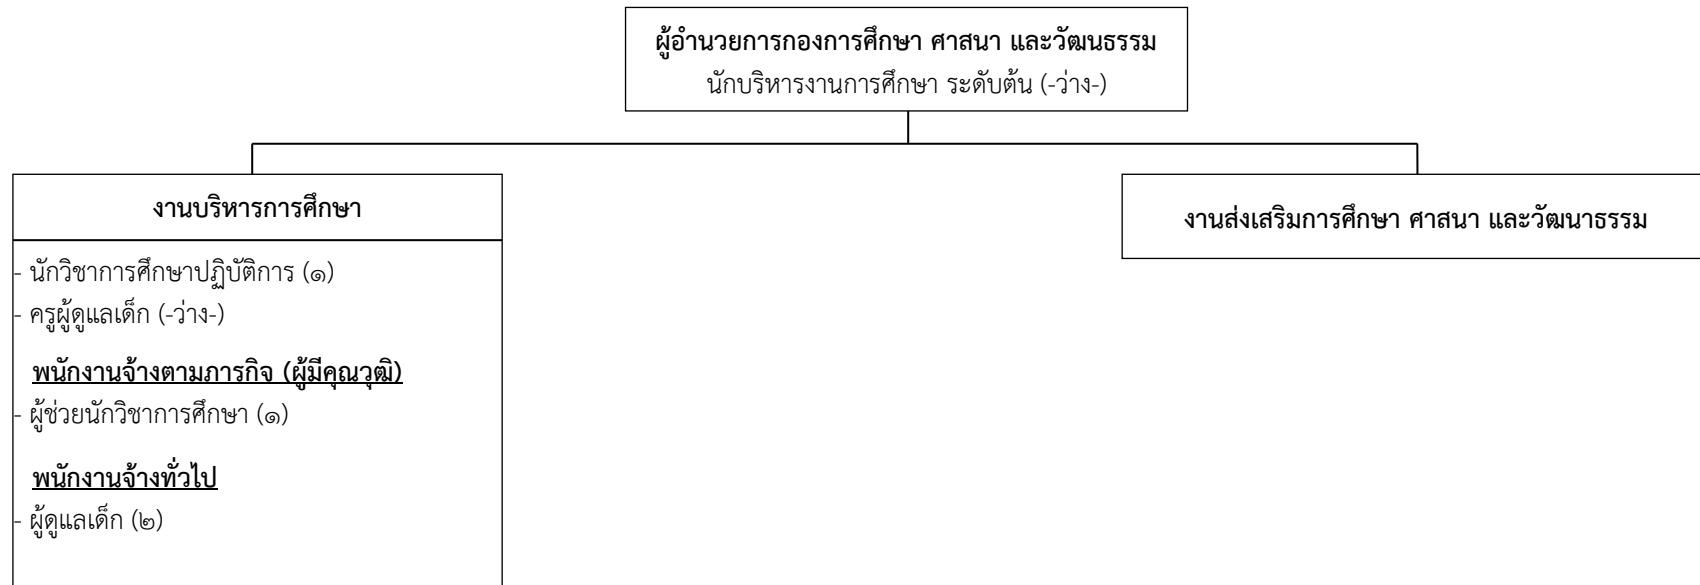 ผู้อำนวยการกองการศึกษา ศาสนา และวัฒนธรรม
นักบริหารงานการศึกษา ระดับต้น (-ว่าง-)
งานบริหารการศึกษา
- นักวิชาการศึกษาปฏิบัติการ (๑)
- ครูผู้ดูแลเด็ก (-ว่าง-)
พนักงานจ้างตามภารกิจ (ผู้มีคุณวุฒิ)
- ผู้ช่วยนักวิชาการศึกษา (๑)
พนักงานจ้างทั่วไป
- ผู้ดูแลเด็ก (๒)
งานส่งเสริมการศึกษา ศาสนา และวัฒนาธรรม